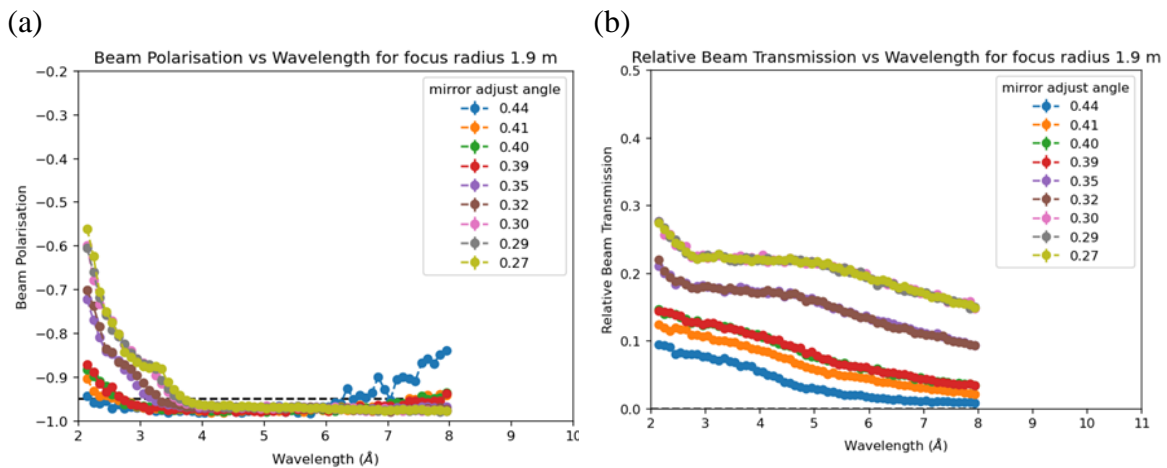 (a)
Beam Polarisation vs Wavelength for focus radius 1.9 m
Beam Polarisation
−0.2
−0.3
−0.4
−0.5
−0.6
−0.7
−0.8
−0.9
−1.0
mirror adjust angle
0.44
0.41
0.40
0.39
0.35
0.32
0.30
0.29
0.27
2 3 4 5 6 7 8 9 10
Wavelength (Å)
(b)
Relative Beam Transmission vs Wavelength for focus radius 1.9 m
Relative Beam Transmission
0.5
0.4
0.3
0.2
0.1
0.0
mirror adjust angle
0.44
0.41
0.40
0.39
0.35
0.32
0.30
0.29
0.27
2 3 4 5 6 7 8 9 10 11
Wavelength (Å)